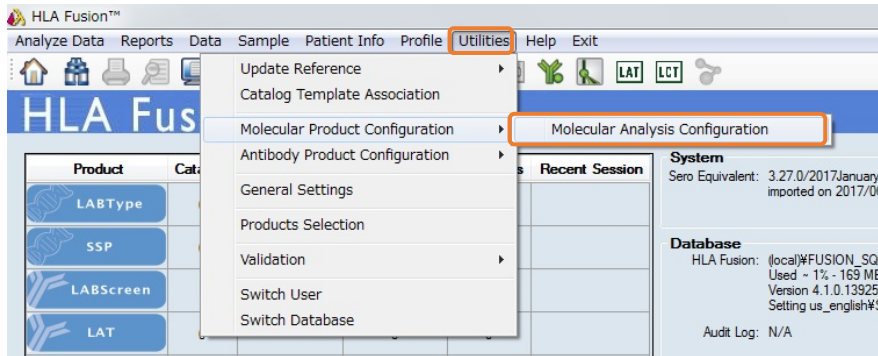 HLA Fusion™
Analyze Data Reports Data Sample Patient Info Profile Utilities Help Exit
LAT LCT
HLA Fus
Update Reference
Catalog Template Association
Molecular Product Configuration
Molecular Analysis Configuration
Antibody Product Configuration
General Settings
Products Selection
Validation
Switch User
Switch Database
Product Cata s Recent Session
LABType
SSP
LABScreen
LAT
System
Sero Equivalent: 3.27.0/2017January
imported on 2017/0
Database
HLA Fusion: (local)¥FUSION_SQ
Used ~ 1% - 169 ME
Version 4.1.0.13925
Setting us_english¥S
Audit Log: N/A